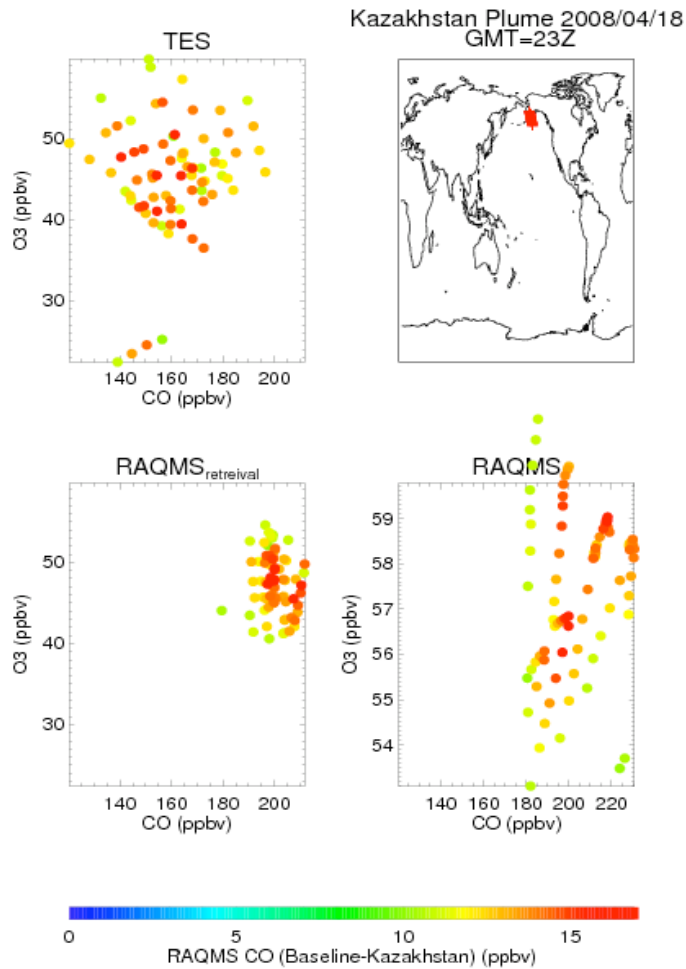 Kazakhstan Plume 2008/04/18
TES
GMT=23Z
50
40
30
O3 (ppbv)
140 160 180 200
CO (ppbv)
RAQMSretreival
RAQMS
50
40
30
O3 (ppbv)
140 160 180 200
CO (ppbv)
59
58
57
56
55
54
O3 (ppbv)
140 160 180 200 220
CO (ppbv)
0 5 10 15
RAQMS CO (Baseline-Kazakhstan) (ppbv)